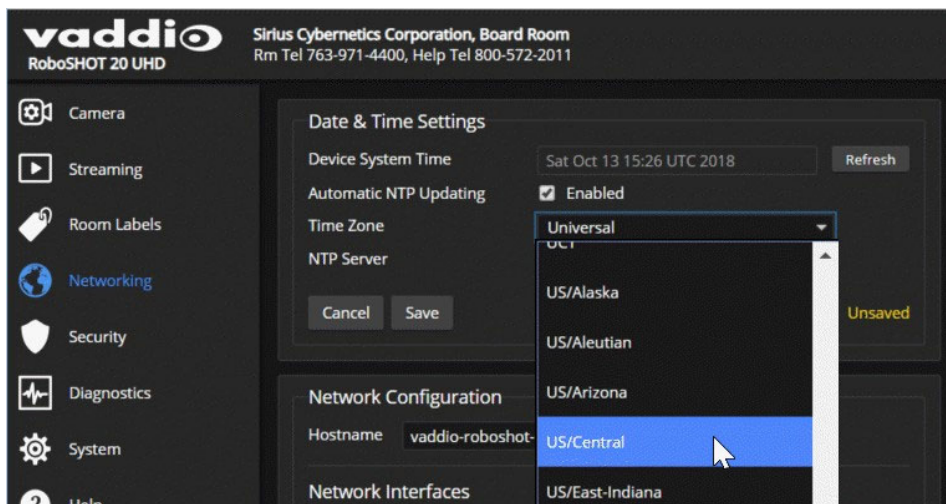 vaddio
RoboSHOT 20 UHD
Sirius Cybernetics Corporation, Board Room
Rm Tel 763-971-4400, Help Tel 800-572-2011
Camera
Streaming
Room Labels
Networking
Security
Diagnostics
System
Help
Date & Time Settings
Device System Time
Sat Oct 13 15:26 UTC 2018
Refresh
Automatic NTP Updating
Enabled
Time Zone
Universal
NTP Server
UCT
US/Alaska
US/Aleutian
US/Arizona
US/Central
US/East-Indiana
Cancel
Save
Unsaved
Network Configuration
Hostname
vaddio-roboshot-
Network Interfaces